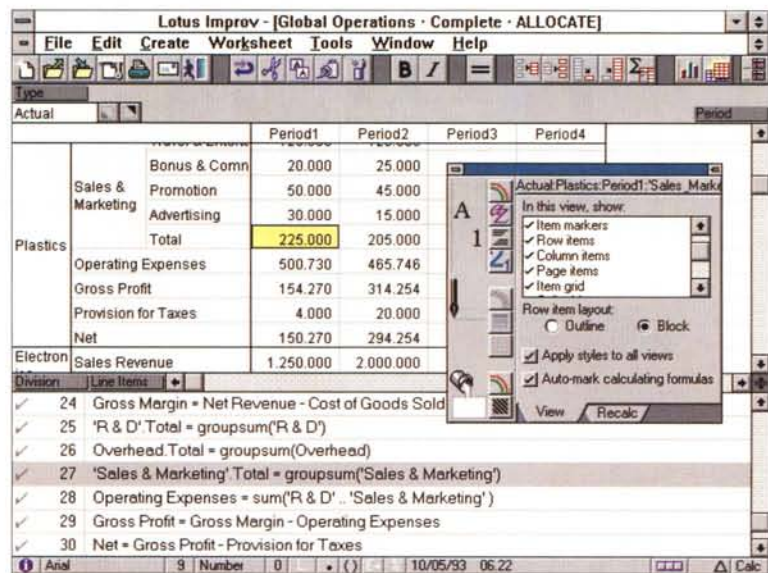 Lotus Improv - [Global Operations · Complete · ALLOCATE]
File Edit Create Worksheet Tools Window Help
B I =
Type
Actual
Period
Period1 Period2 Period3 Period4
Plastics
Sales & Marketing
Bonus & Comn 20.000 25.000
Promotion 50.000 45.000
Advertising 30.000 15.000
Total 225.000 205.000
Operating Expenses 500.730 465.746
Gross Profit 154.270 314.254
Provision for Taxes 4.000 20.000
Net 150.270 294.254
Electron Sales Revenue 1.250.000 2.000.000
Division Line Items
Actual:Plastics:Period1:'Sales_Marke
A
1
In this view, show:
Item markers
Row items
Column items
Page items
Item grid
Row item layout:
Outline Block
Apply styles to all views
Auto-mark calculating formulas
View Recalc
24 Gross Margin = Net Revenue - Cost of Goods Sold
25 'R & D'.Total = groupsum('R & D')
26 Overhead.Total = groupsum(Overhead)
27 'Sales & Marketing'.Total = groupsum('Sales & Marketing')
28 Operating Expenses = sum('R & D' .. 'Sales & Marketing' )
29 Gross Profit = Gross Margin - Operating Expenses
30 Net = Gross Profit - Provision for Taxes
Arial 9 Number 0 . () 10/05/93 06.22 Calc